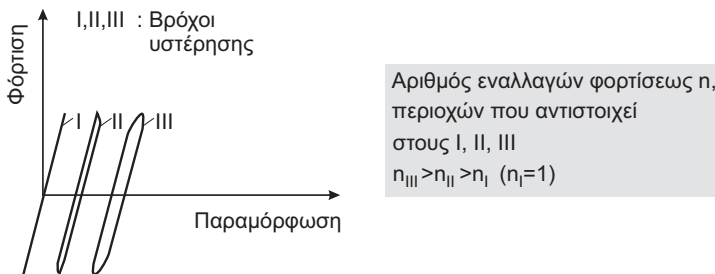 I,II,III : Βρόχοι
υστέρησης
Φόρτιση
I
II
III
Παραμόρφωση
Αριθμός εναλλαγών φορτίσεως n,
περιοχών που αντιστοιχεί
στους I, II, III
nIII >nII >nI (nI=1)